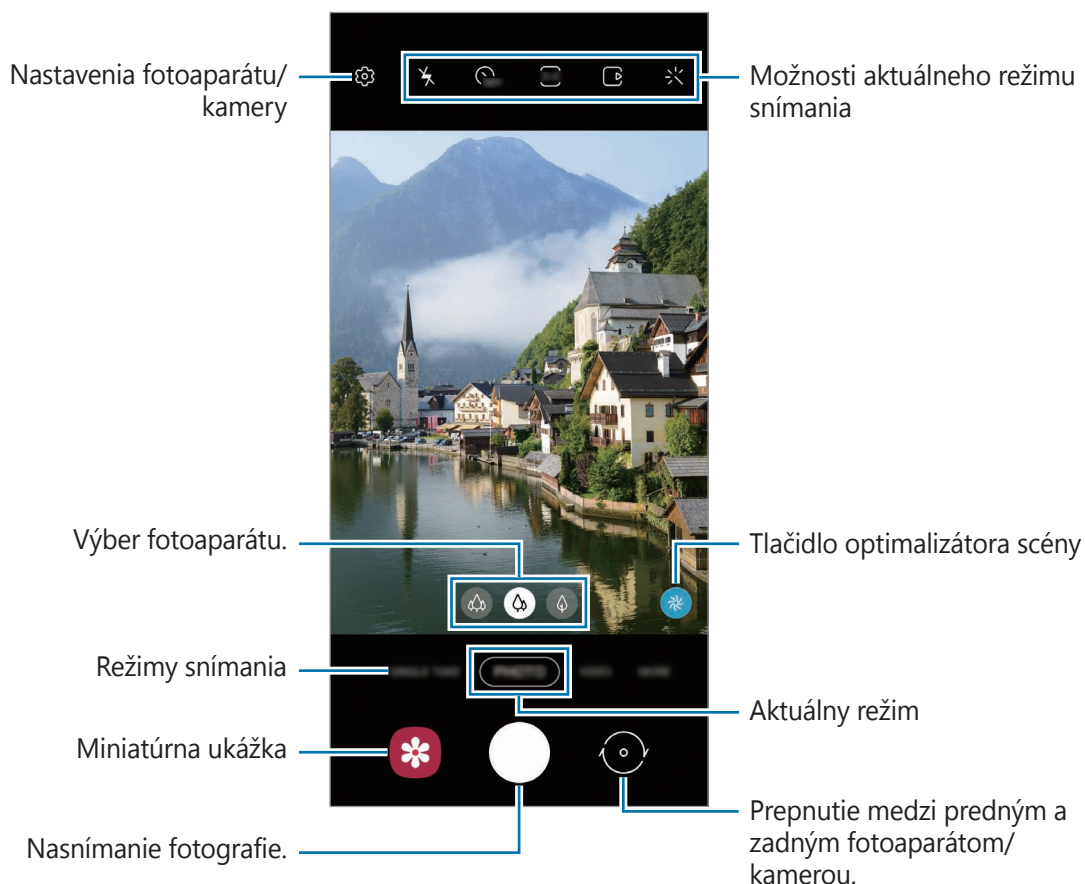 Nastavenia fotoaparátu/
kamery
Možnosti aktuálneho režimu
snímania
Výber fotoaparátu.
Tlačidlo optimalizátora scény
Režimy snímania
PHOTO
Aktuálny režim
Miniatúrna ukážka
Prepnutie medzi predným a
zadným fotoaparátom/
kamerou.
Nasnímanie fotografie.